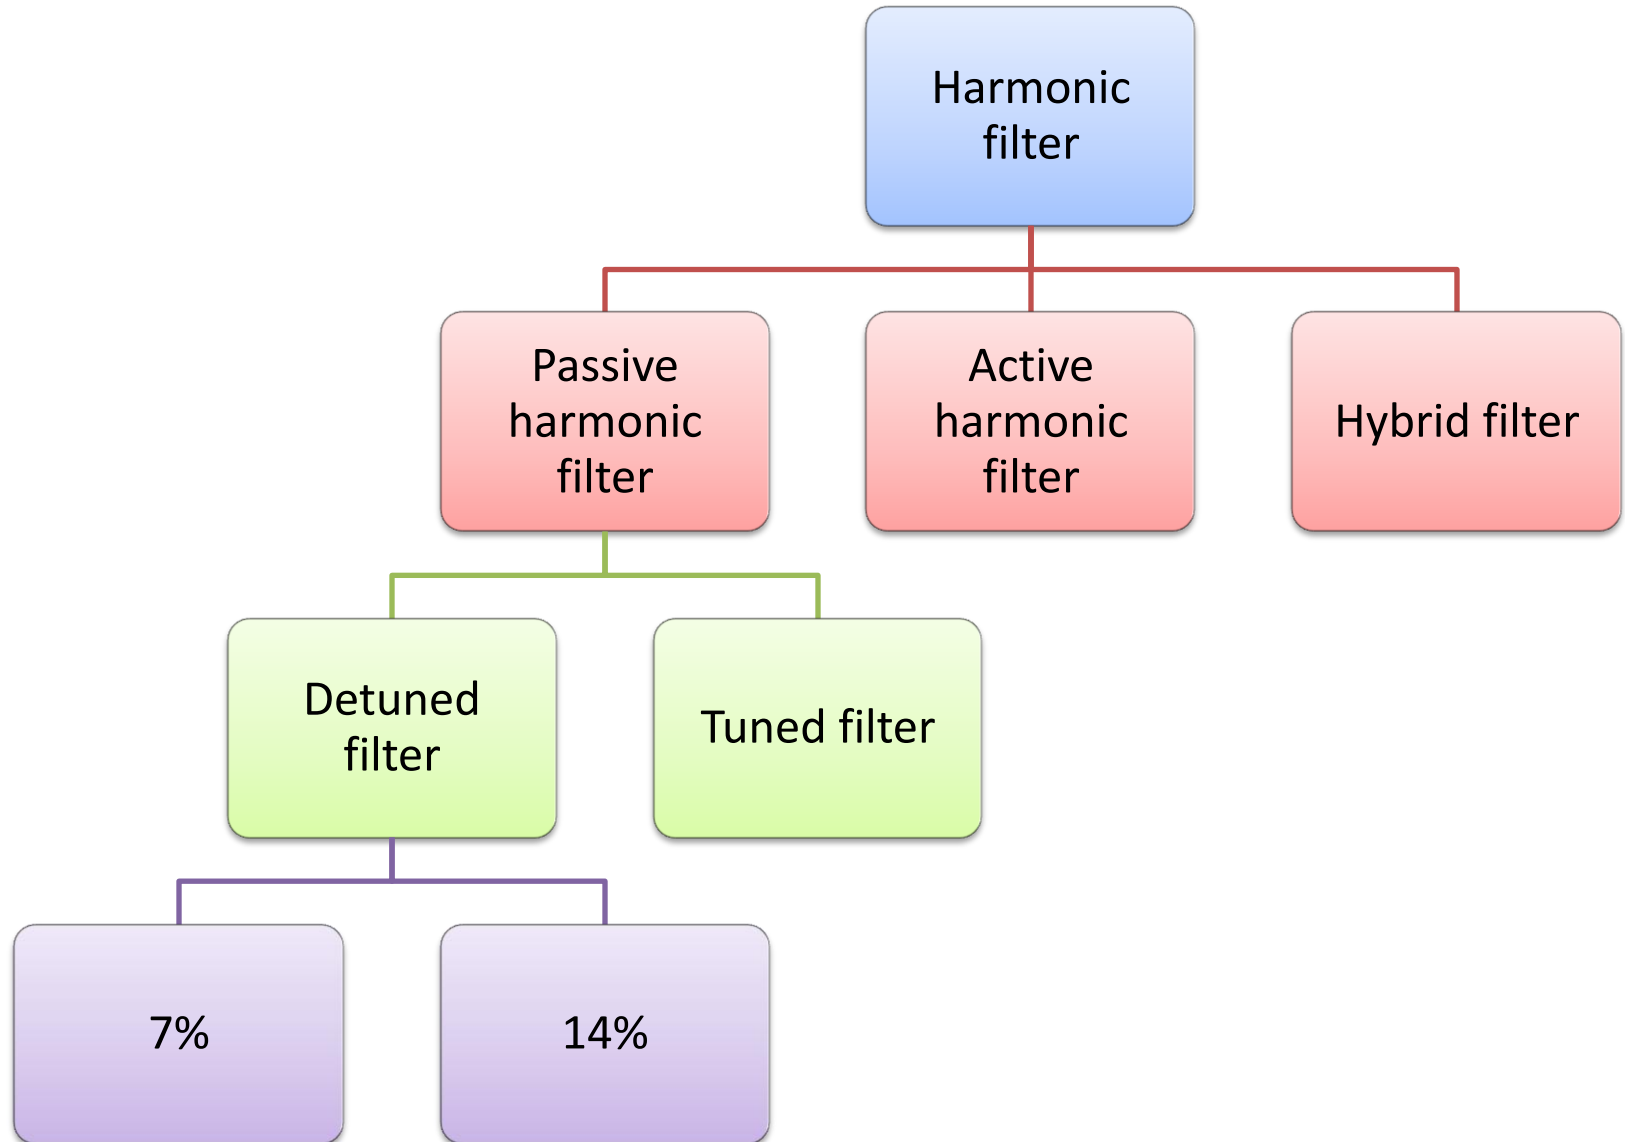 Harmonic
filter
Passive
harmonic
filter
Active
harmonic
filter
Hybrid filter
Detuned
filter
Tuned filter
7%
14%